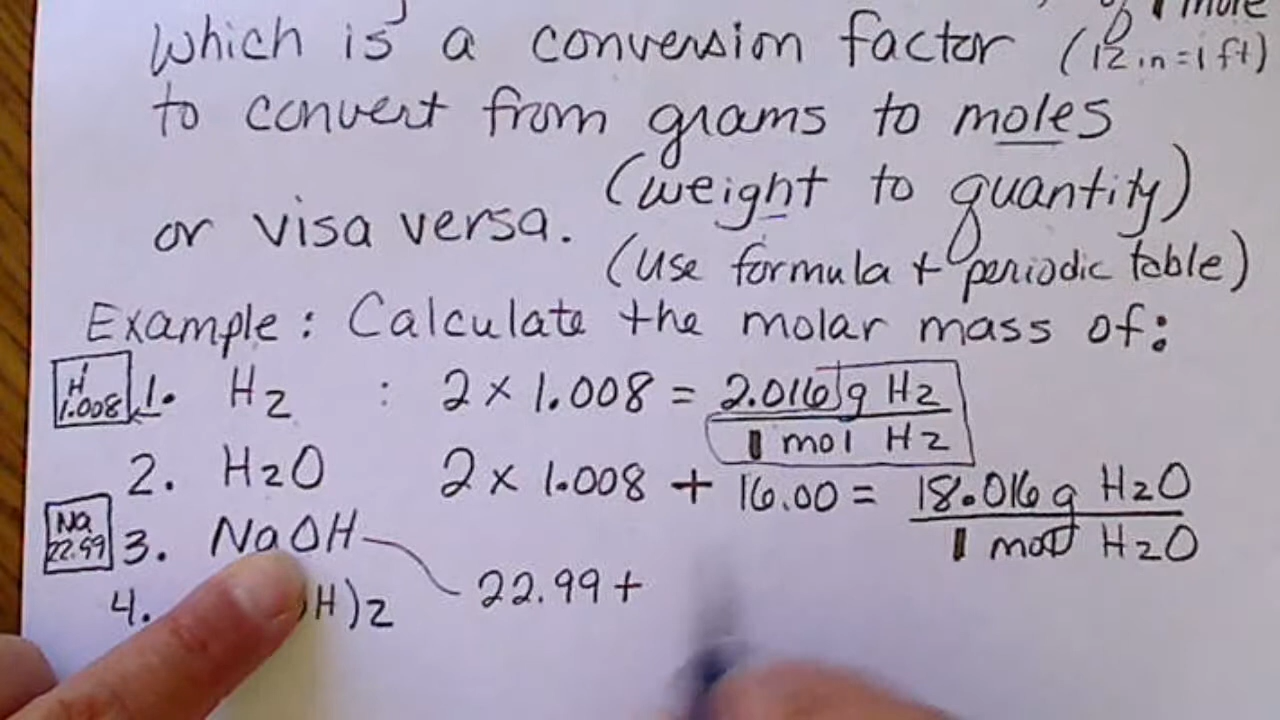 1 mole
which is a conversion factor (12 in = 1 ft)
to convert from grams to moles
(weight to quantity)
or visa versa.
(use formula + periodic table)
Example: Calculate the molar mass of:
H 1.008 1. H2 : 2 x 1.008 = 2.016 g H2
1 mol H2
2. H2O 2 x 1.008 + 16.00 = 18.016 g H2O
1 mol H2O
Na 22.99 3. NaOH 22.99 +
4. H)2